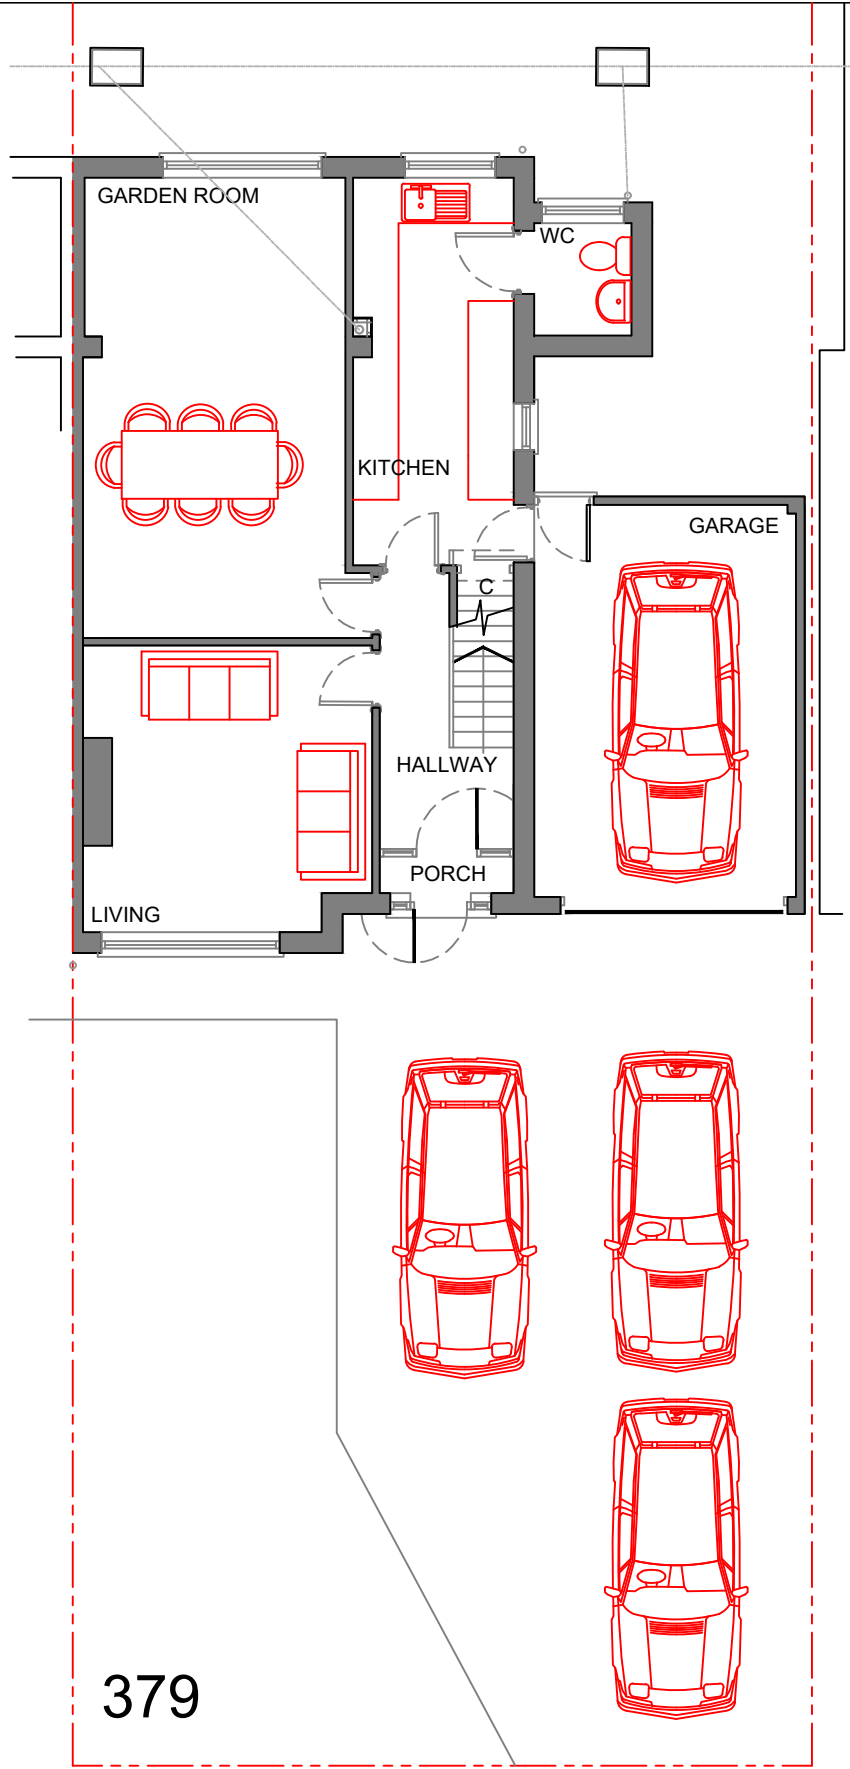 GARDEN ROOM
WC
KITCHEN
GARAGE
C
HALLWAY
PORCH
LIVING
379